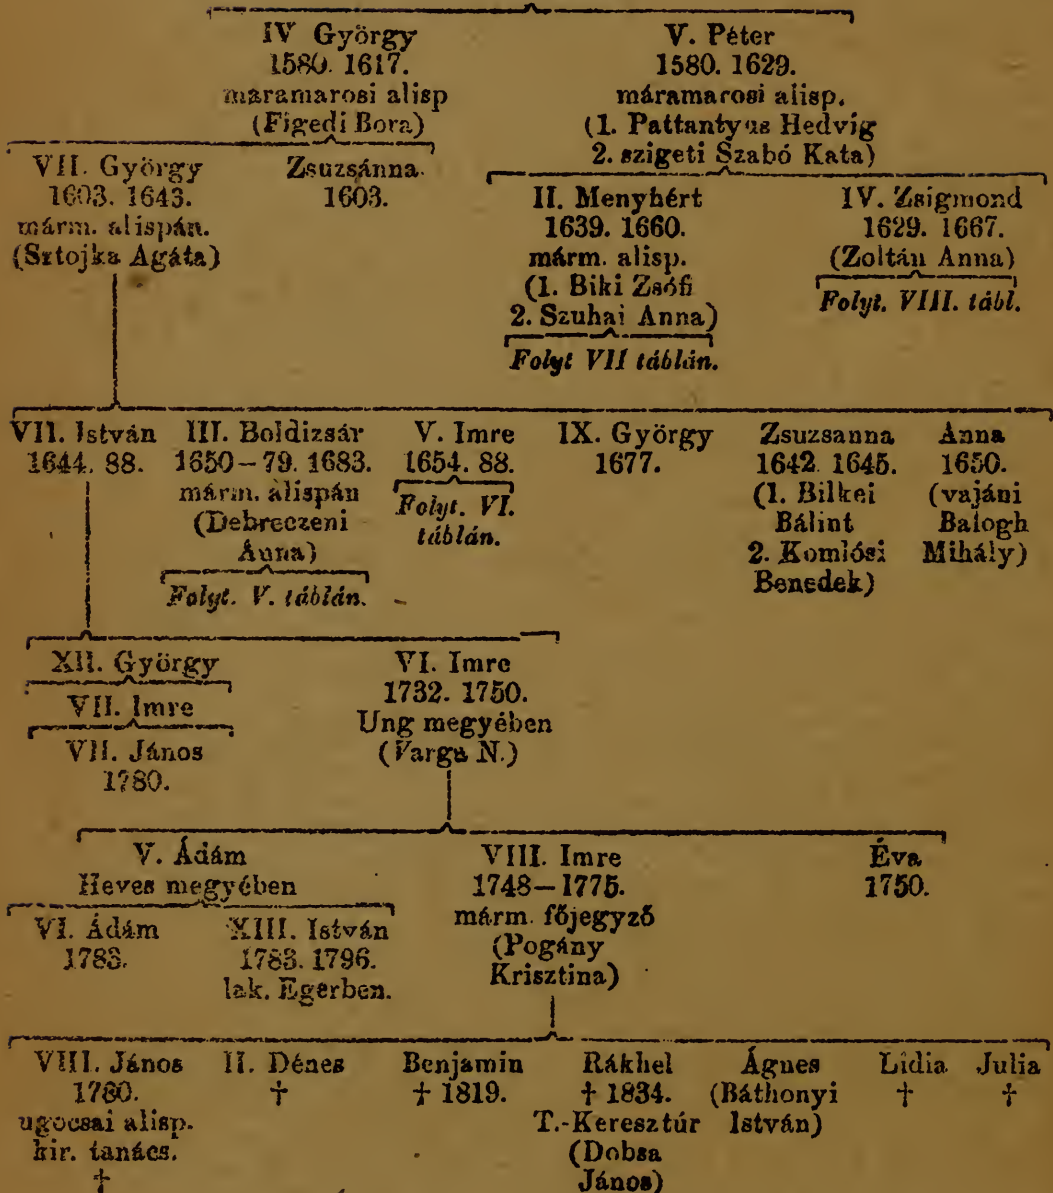 IV György V. Péter
1580. 1617. 1580. 1629.
máramarosi alisp máramarosi alisp.
(Figedi Bora) (1. Pattantyus Hedvig
VII. György Zsuzsánna. 2. szigeti Szabó Kata)
1603. 1643. 1603. II. Menyhért IV. Zsigmond
márm. alispán. 1639. 1660. 1629. 1667.
(Sztojka Agáta) márm. alisp. (Zoltán Anna)
(1. Biki Zsófi Folyt. VIII. tábl.
2. Szuhai Anna)
Folyt VII táblán.
VII. István III. Boldizsár V. Imre IX. György Zsuzsanna Anna
1644. 88. 1650–79. 1683. 1654. 88. 1677. 1642. 1645. 1650.
márm. alispán Folyt. VI. (1. Bilkei (vajáni
(Debreczeni táblán. Bálint Balogh
Anna) 2. Komlósi Mihály)
Folyt. V. táblán. Benedek)
XII. György VI. Imre
VII. Imre 1732. 1750.
Ung megyében
VII. János (Varga N.)
1780.
V. Ádám VIII. Imre Éva
Heves megyében 1748–1775. 1750.
VI. Ádám XIII. István márm. főjegyző
1783. 1783. 1796. (Pogány
lak. Egerben. Krisztina)
VIII. János II. Dénes Benjamin Rákhel Ágnes Lidia Julia
1780. † † 1819. † 1834. (Báthonyi † †
ugocsai alisp. T.-Keresztúr István)
kir. tanács. (Dobsa
† János)